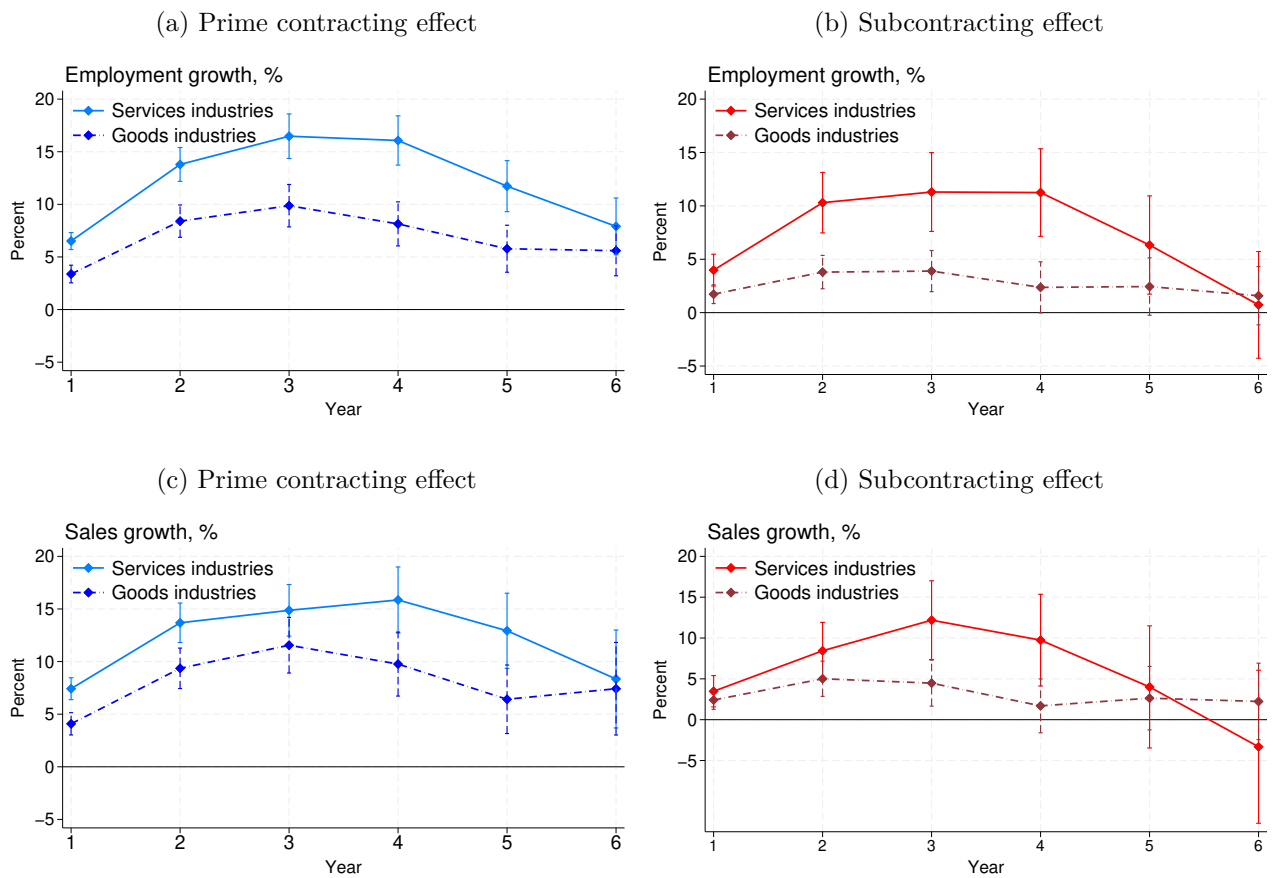 (a) Prime contracting effect
Employment growth, %
Services industries
Goods industries
Percent
20
15
10
5
0
−5
1 2 3 4 5 6
Year
(b) Subcontracting effect
Employment growth, %
Services industries
Goods industries
Percent
20
15
10
5
0
−5
1 2 3 4 5 6
Year
(c) Prime contracting effect
Sales growth, %
Services industries
Goods industries
Percent
20
15
10
5
0
−5
1 2 3 4 5 6
Year
(d) Subcontracting effect
Sales growth, %
Services industries
Goods industries
Percent
20
15
10
5
0
−5
1 2 3 4 5 6
Year